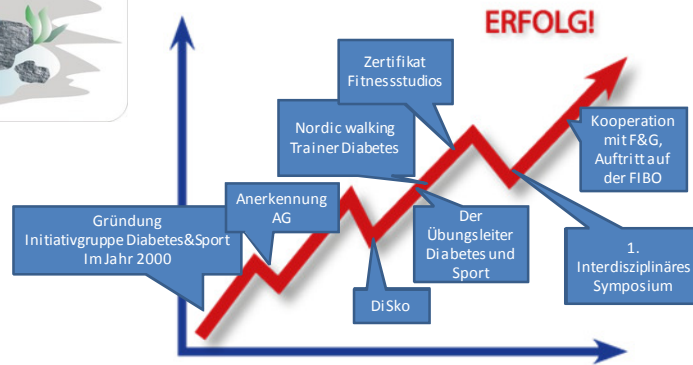 ERFOLG!
Zertifikat
Fitnessstudios
Nordic walking
Trainer Diabetes
Kooperation
mit F&G,
Auftritt auf
der FIBO
Anerkennung
AG
Gründung
Initiativgruppe Diabetes&Sport
Im Jahr 2000
Der
Übungsleiter
Diabetes und
Sport
1.
Interdisziplinäres
Symposium
DiSko